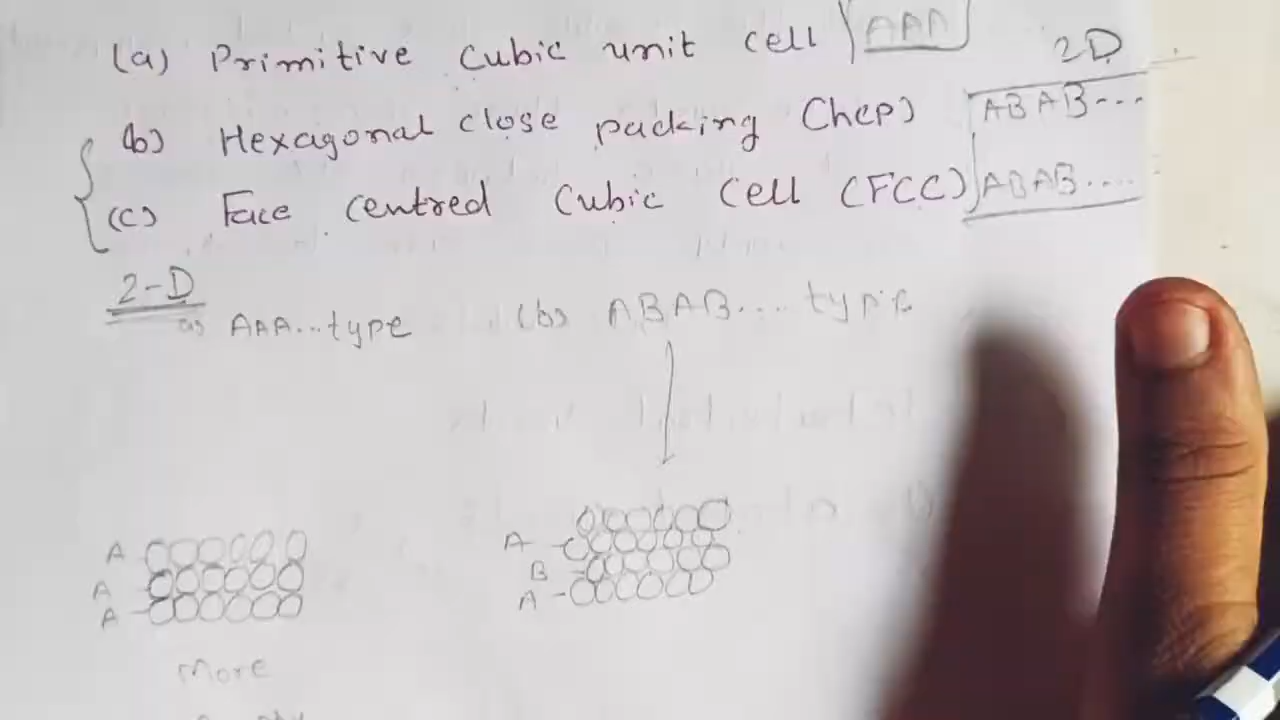 (a) Primitive Cubic unit cell AAA
2D
(b) Hexagonal close packing Chcp) ABAB---
(c) Face centred Cubic Cell (FCC) ABAB....
2-D
(a) AAA...type (b) ABAB....type
A
A
A
A
B
A
More